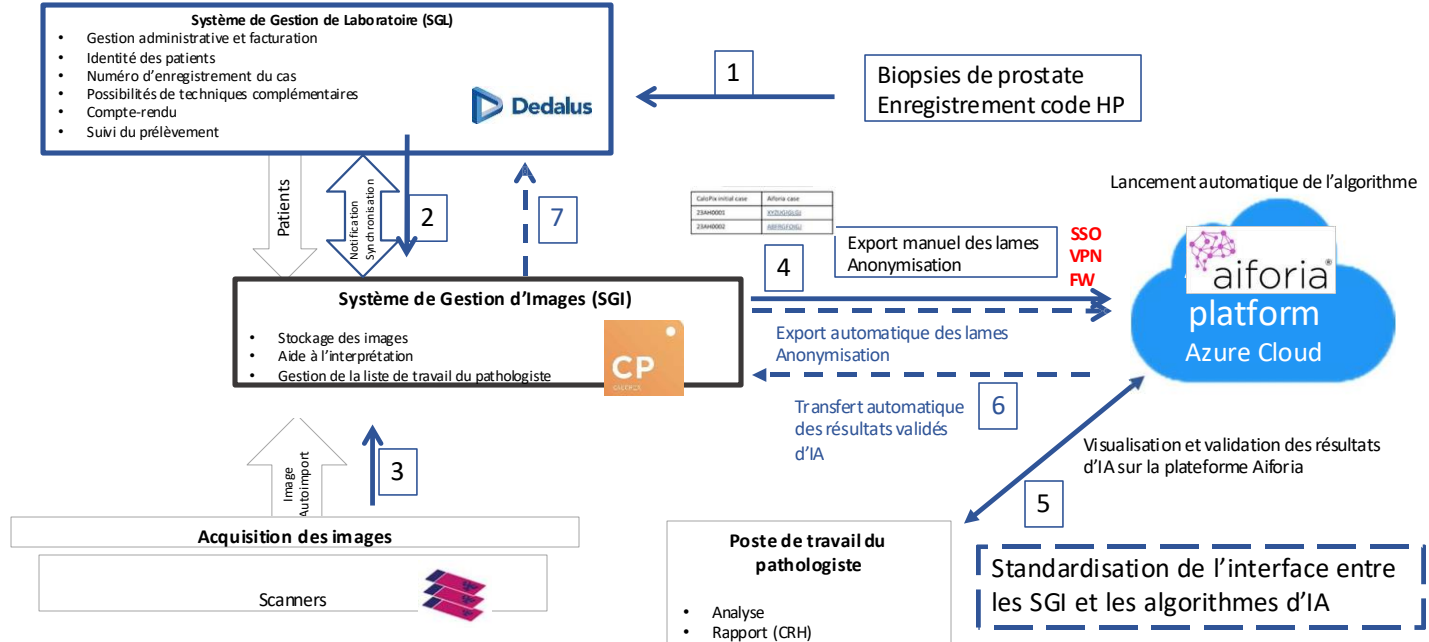 Système de Gestion de Laboratoire (SGL)
• Gestion administrative et facturation
• Identité des patients
• Numéro d'enregistrement du cas
• Possibilités de techniques complémentaires
• Compte-rendu
• Suivi du prélèvement
Dedalus
1
Biopsies de prostate
Enregistrement code HP
Patients
Notification
Synchronisation
2
7
CaloPix initial case
Aiforia case
23AH0001
23AH0002
4
Export manuel des lames
Anonymisation
SSO
VPN
FW
Lancement automatique de l'algorithme
aiforia®
platform
Azure Cloud
Système de Gestion d'Images (SGI)
• Stockage des images
• Aide à l'interprétation
• Gestion de la liste de travail du pathologiste
CP
Export automatique des lames
Anonymisation
Transfert automatique
des résultats validés
d'IA
6
Visualisation et validation des résultats
d'IA sur la plateforme Aiforia
5
Image
Autoimport
3
Acquisition des images
Scanners
Poste de travail du
pathologiste
• Analyse
• Rapport (CRH)
Standardisation de l'interface entre
les SGI et les algorithmes d'IA